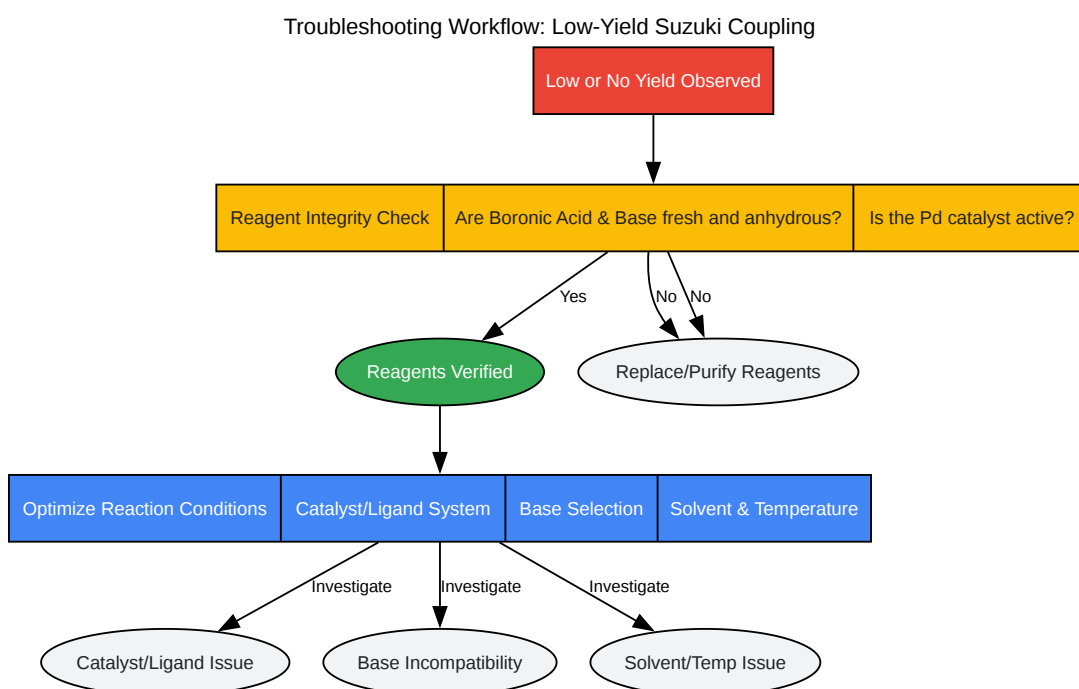 Troubleshooting Workflow: Low-Yield Suzuki Coupling
Low or No Yield Observed
Reagent Integrity Check
Are Boronic Acid & Base fresh and anhydrous?
Is the Pd catalyst active?
Yes
No
No
Reagents Verified
Replace/Purify Reagents
Optimize Reaction Conditions
Catalyst/Ligand System
Base Selection
Solvent & Temperature
Investigate
Investigate
Investigate
Catalyst/Ligand Issue
Base Incompatibility
Solvent/Temp Issue